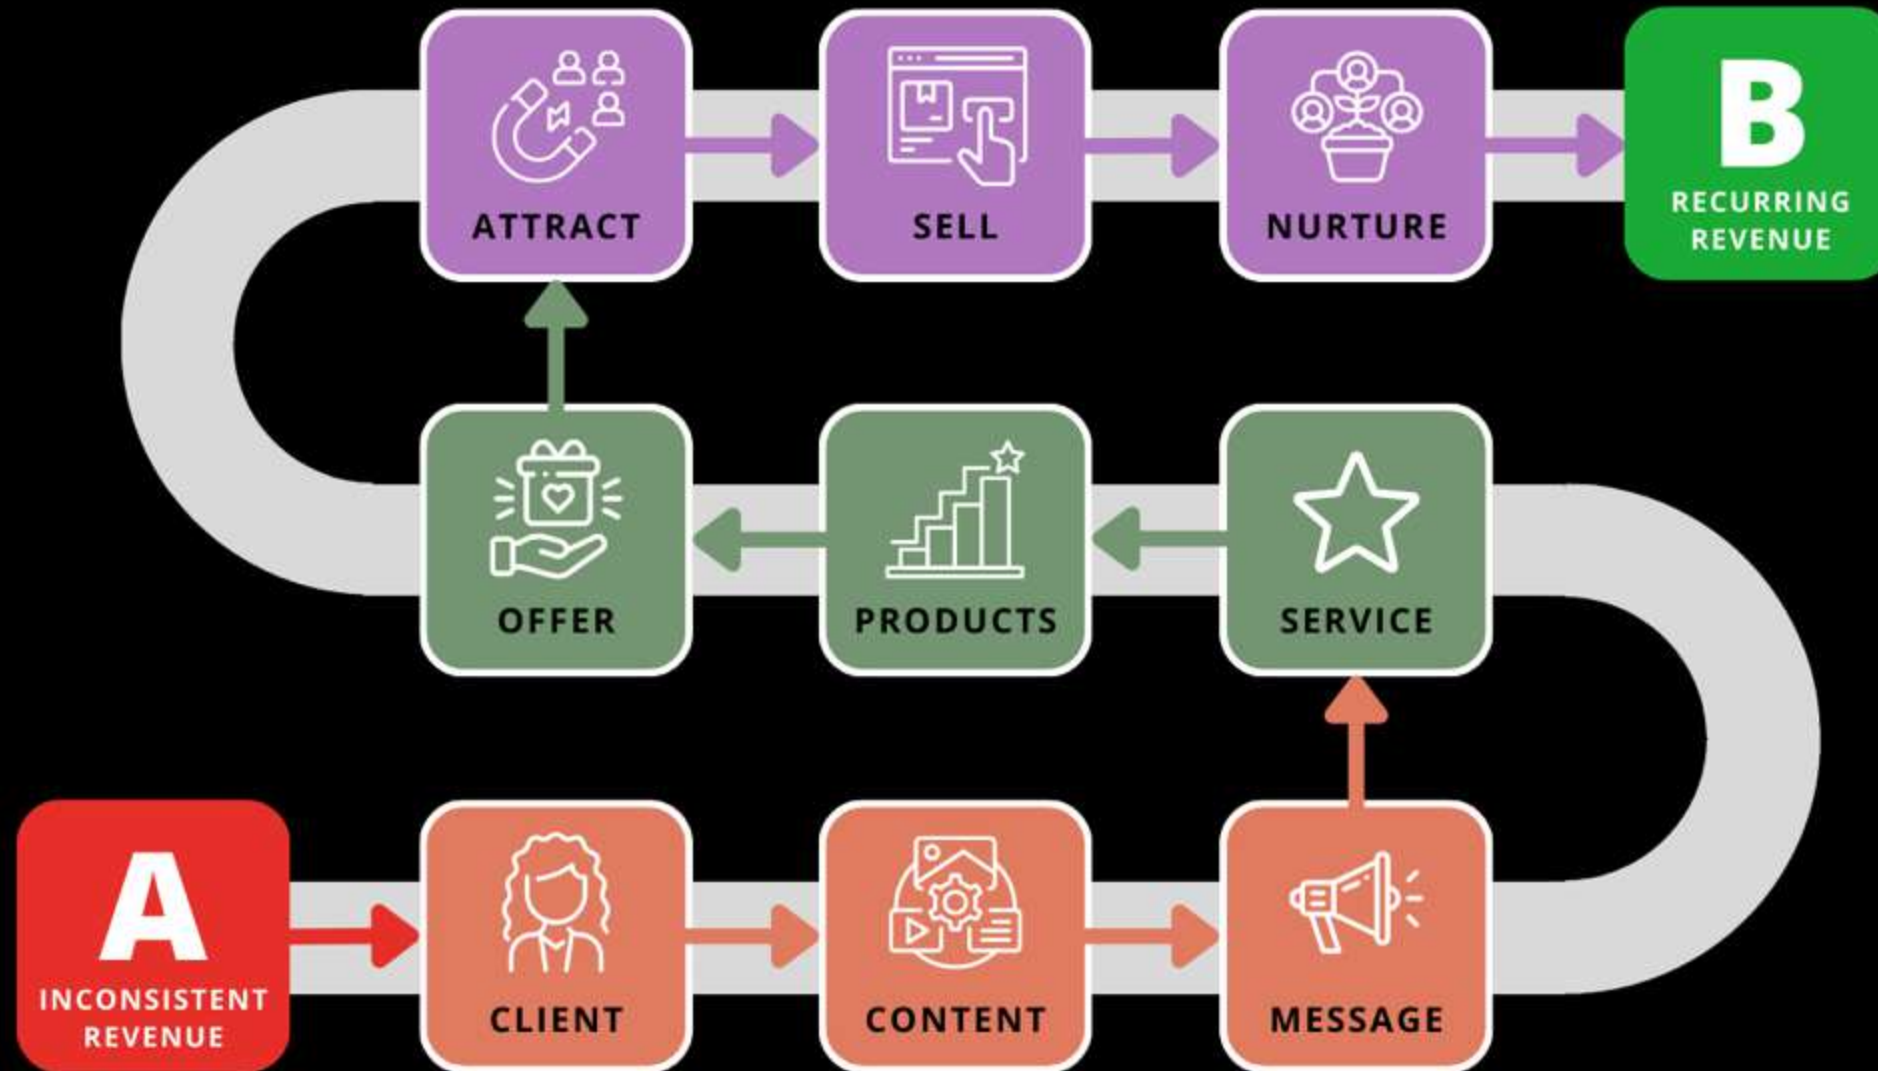 ATTRACT
SELL
NURTURE
B
RECURRING
REVENUE
OFFER
PRODUCTS
SERVICE
A
INCONSISTENT
REVENUE
CLIENT
CONTENT
MESSAGE